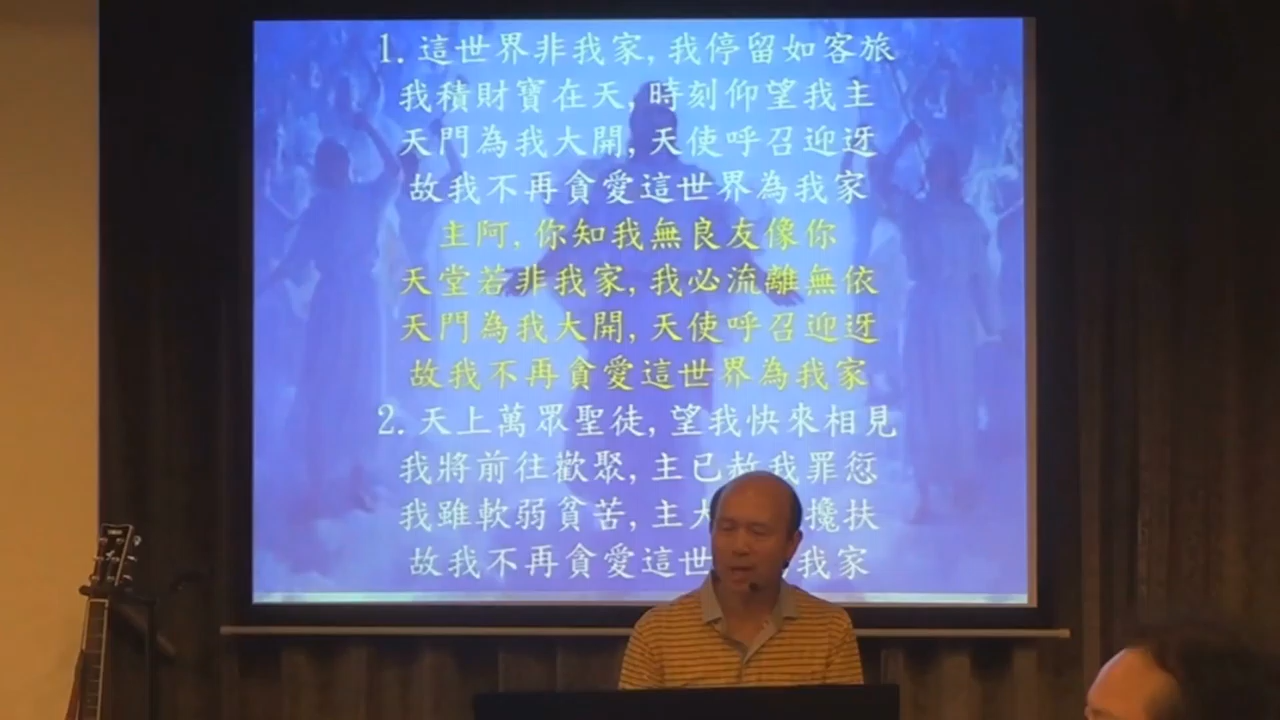 1. 這世界非我家, 我停留如客旅
我積財寶在天, 時刻仰望我主
天門為我大開, 天使呼召迎迓
故我不再貪愛這世界為我家
主阿, 你知我無良友像你
天堂若非我家, 我必流離無依
天門為我大開, 天使呼召迎迓
故我不再貪愛這世界為我家
2. 天上萬眾聖徒, 望我快來相見
我將前往歡聚, 主已赦我罪愆
我雖軟弱貧苦, 主大 攙扶
故我不再貪愛這世 我家